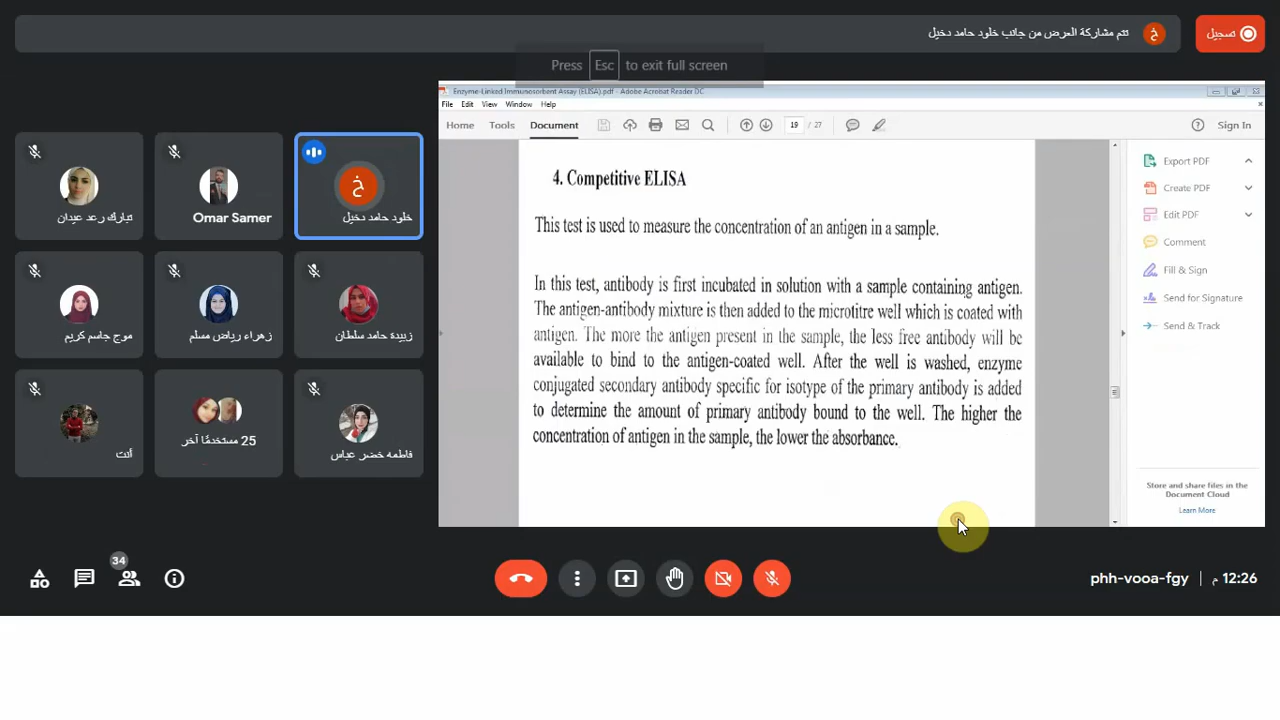 تتم مشاركة العرض من جانب خلود حامد دخيل
خ
تسجيل
Press Esc to exit full screen
Enzyme-Linked Immunosorbent Assay (ELISA).pdf - Adobe Acrobat Reader DC
File Edit View Window Help
Home Tools Document 19 / 27 Sign In
تبارك رعد عيدان
Omar Samer
خ
خلود حامد دخيل
موج جاسم كريم
زهراء رياض مسلم
زبيدة حامد سلطان
أنت
25 مستخدمًا آخر
فاطمه خضر عباس
4. Competitive ELISA
This test is used to measure the concentration of an antigen in a sample.
In this test, antibody is first incubated in solution with a sample containing antigen.
The antigen-antibody mixture is then added to the microtitre well which is coated with
antigen. The more the antigen present in the sample, the less free antibody will be
available to bind to the antigen-coated well. After the well is washed, enzyme
conjugated secondary antibody specific for isotype of the primary antibody is added
to determine the amount of primary antibody bound to the well. The higher the
concentration of antigen in the sample, the lower the absorbance.
Export PDF
Create PDF
Edit PDF
Comment
Fill & Sign
Send for Signature
Send & Track
Store and share files in the
Document Cloud
Learn More
34
phh-vooa-fgy | 12:26 م